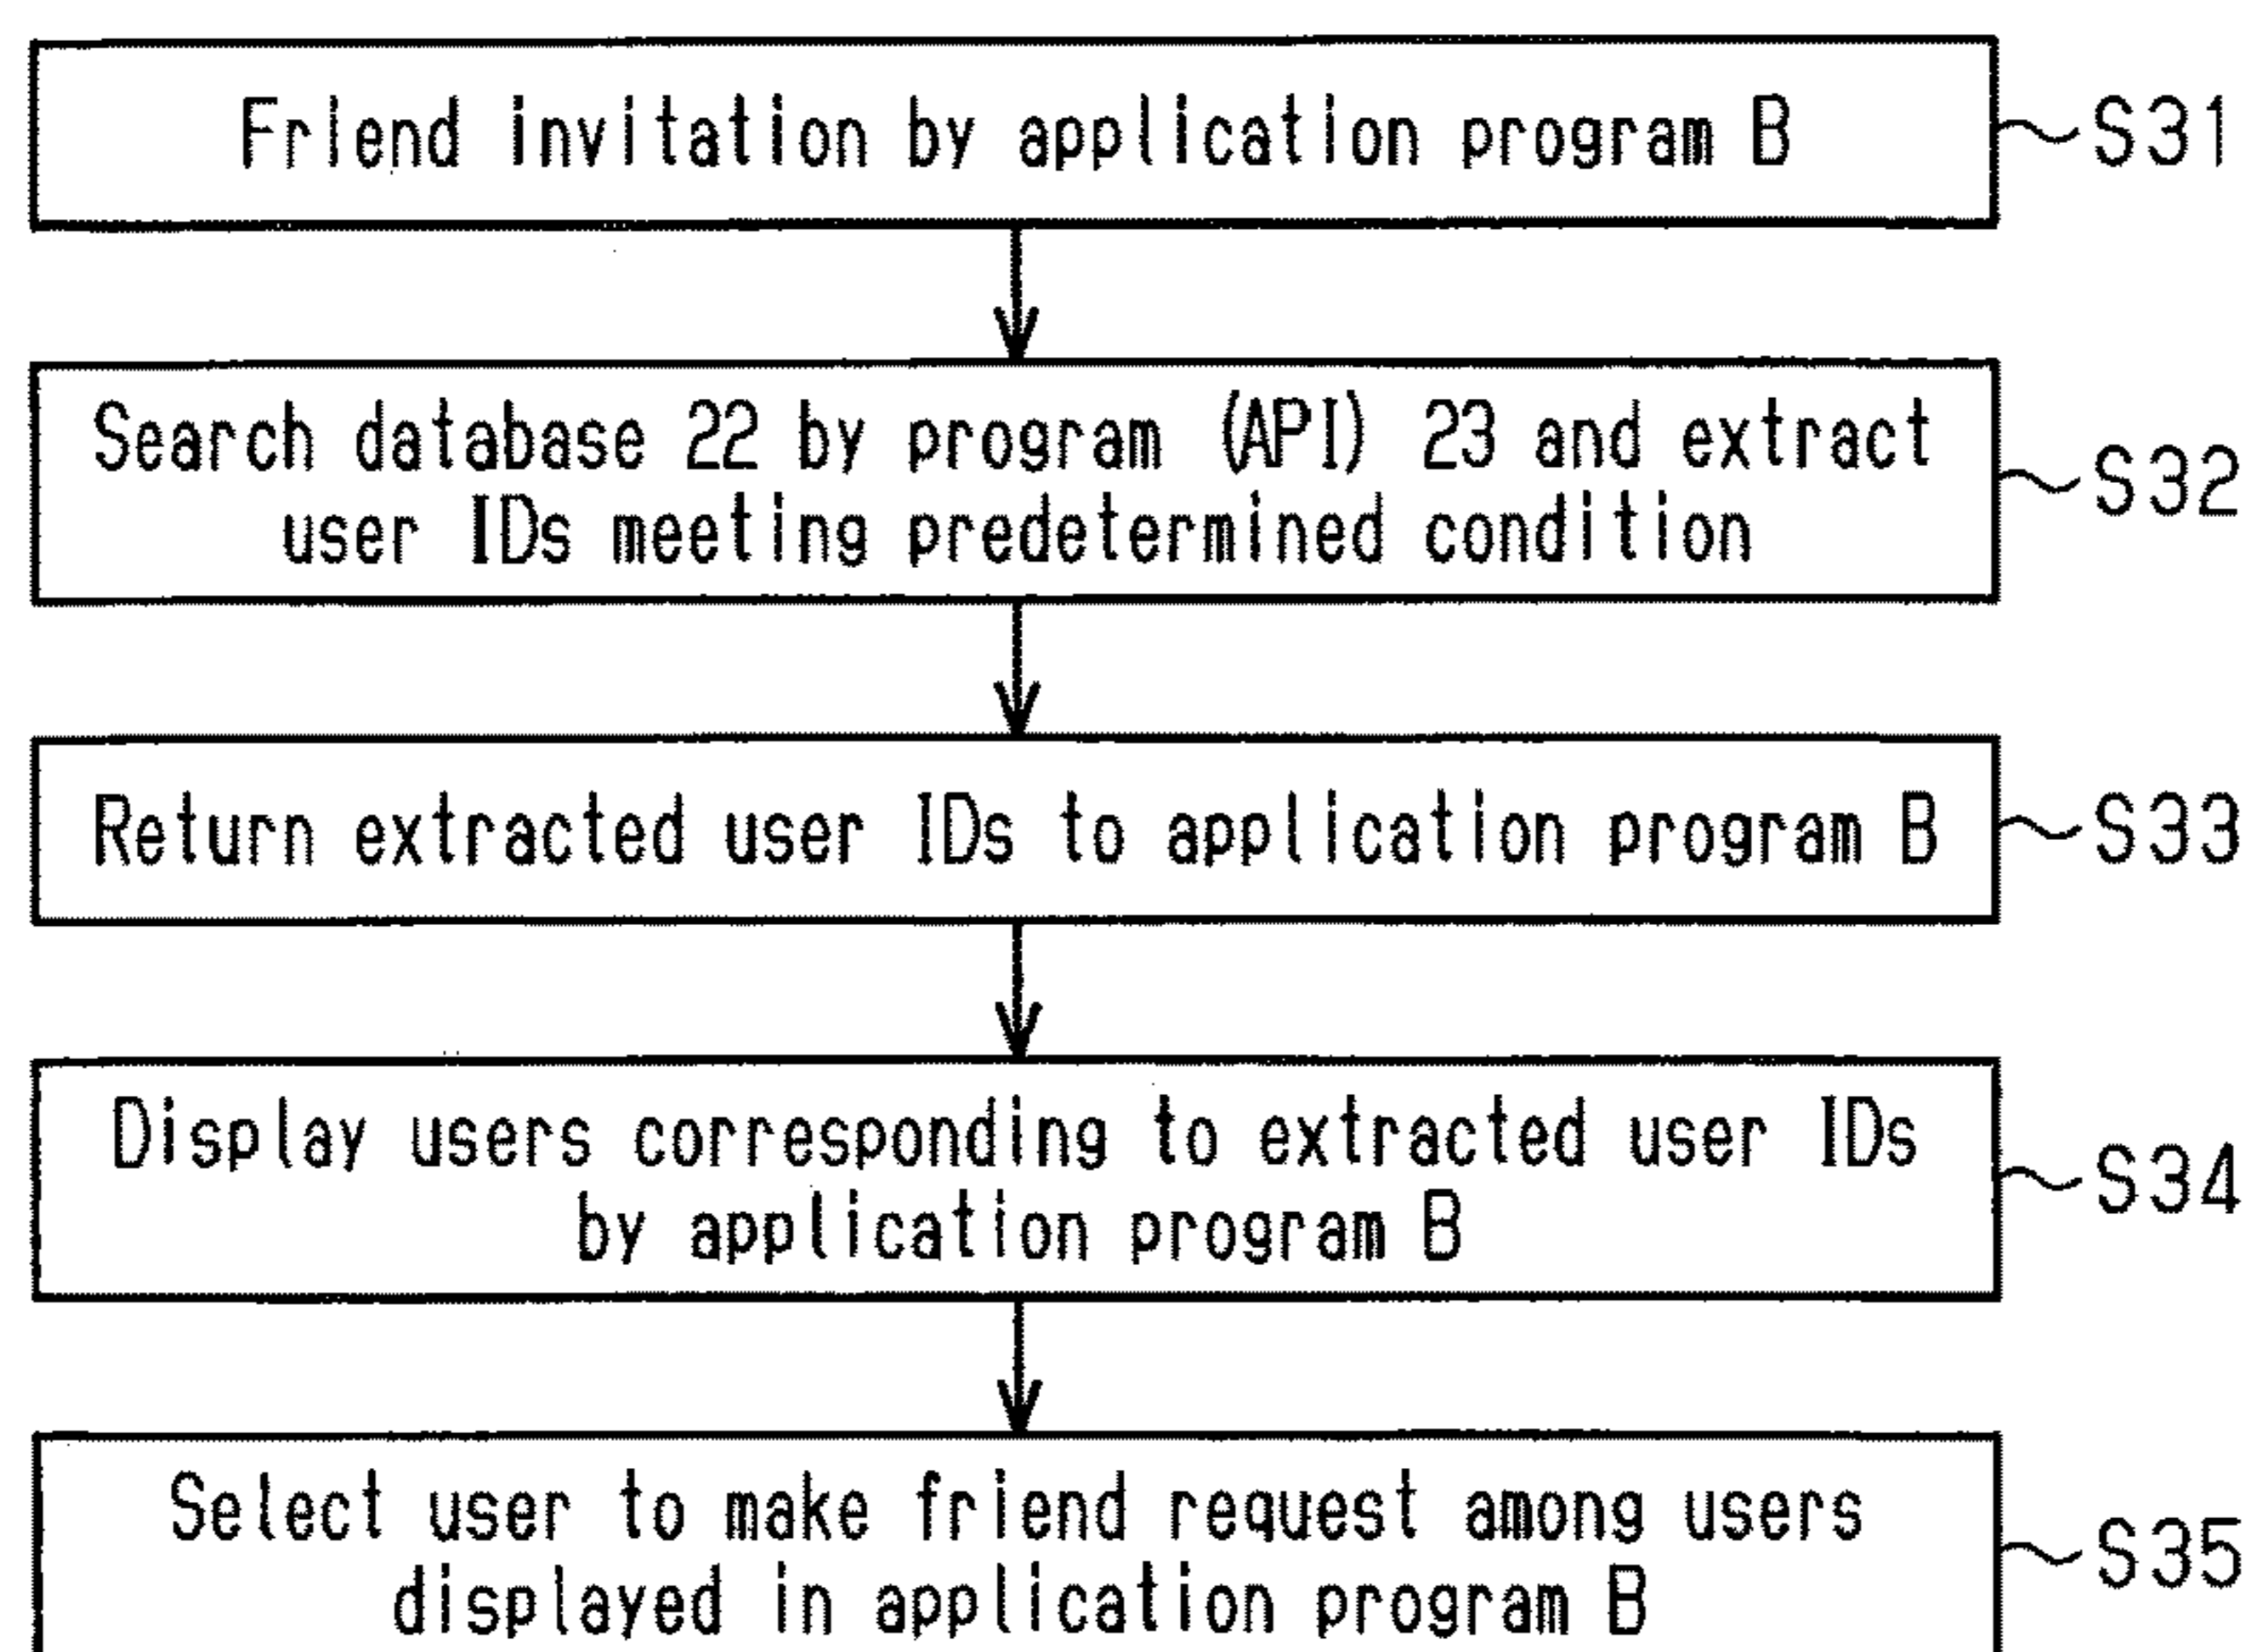 Friend invitation by application program B
S31
Search database 22 by program (API) 23 and extract
user IDs meeting predetermined condition
S32
Return extracted user IDs to application program B
S33
Display users corresponding to extracted user IDs
by application program B
S34
Select user to make friend request among users
displayed in application program B
S35